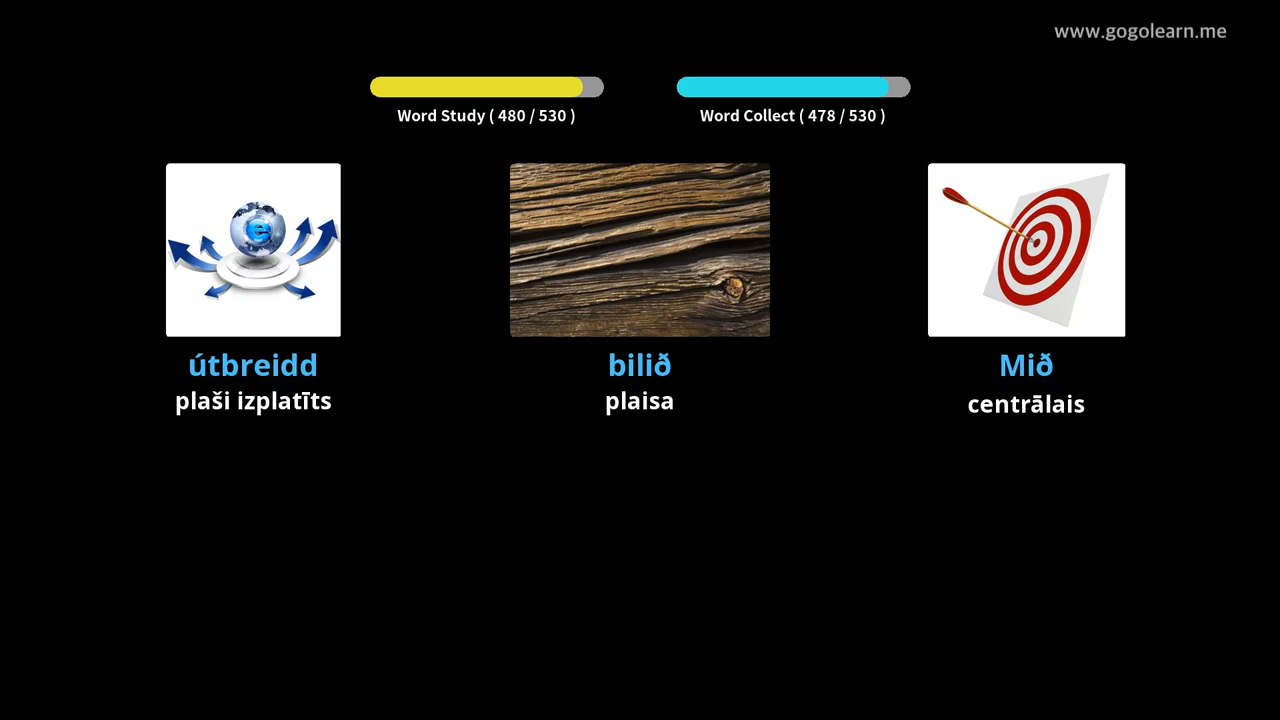 www.gogolearn.me
Word Study ( 480 / 530 )
Word Collect ( 478 / 530 )
e
útbreidd
bilið
Mið
plaši izplatīts
plaisa
centrālais